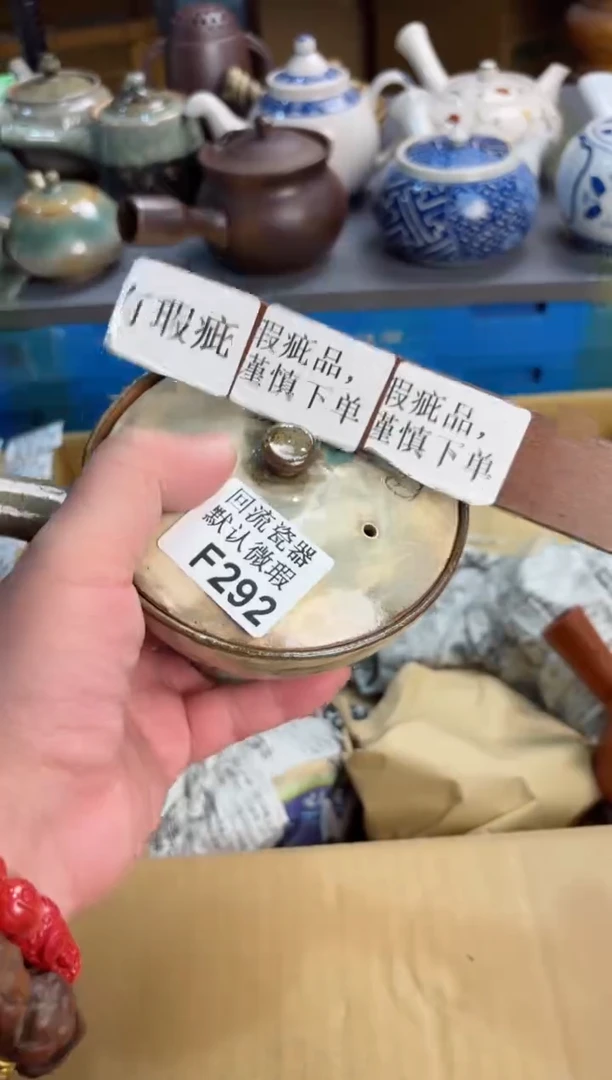 有瑕疵
瑕疵品，
谨慎下单
瑕疵品，
谨慎下单
回流瓷器
默认微瑕
F292